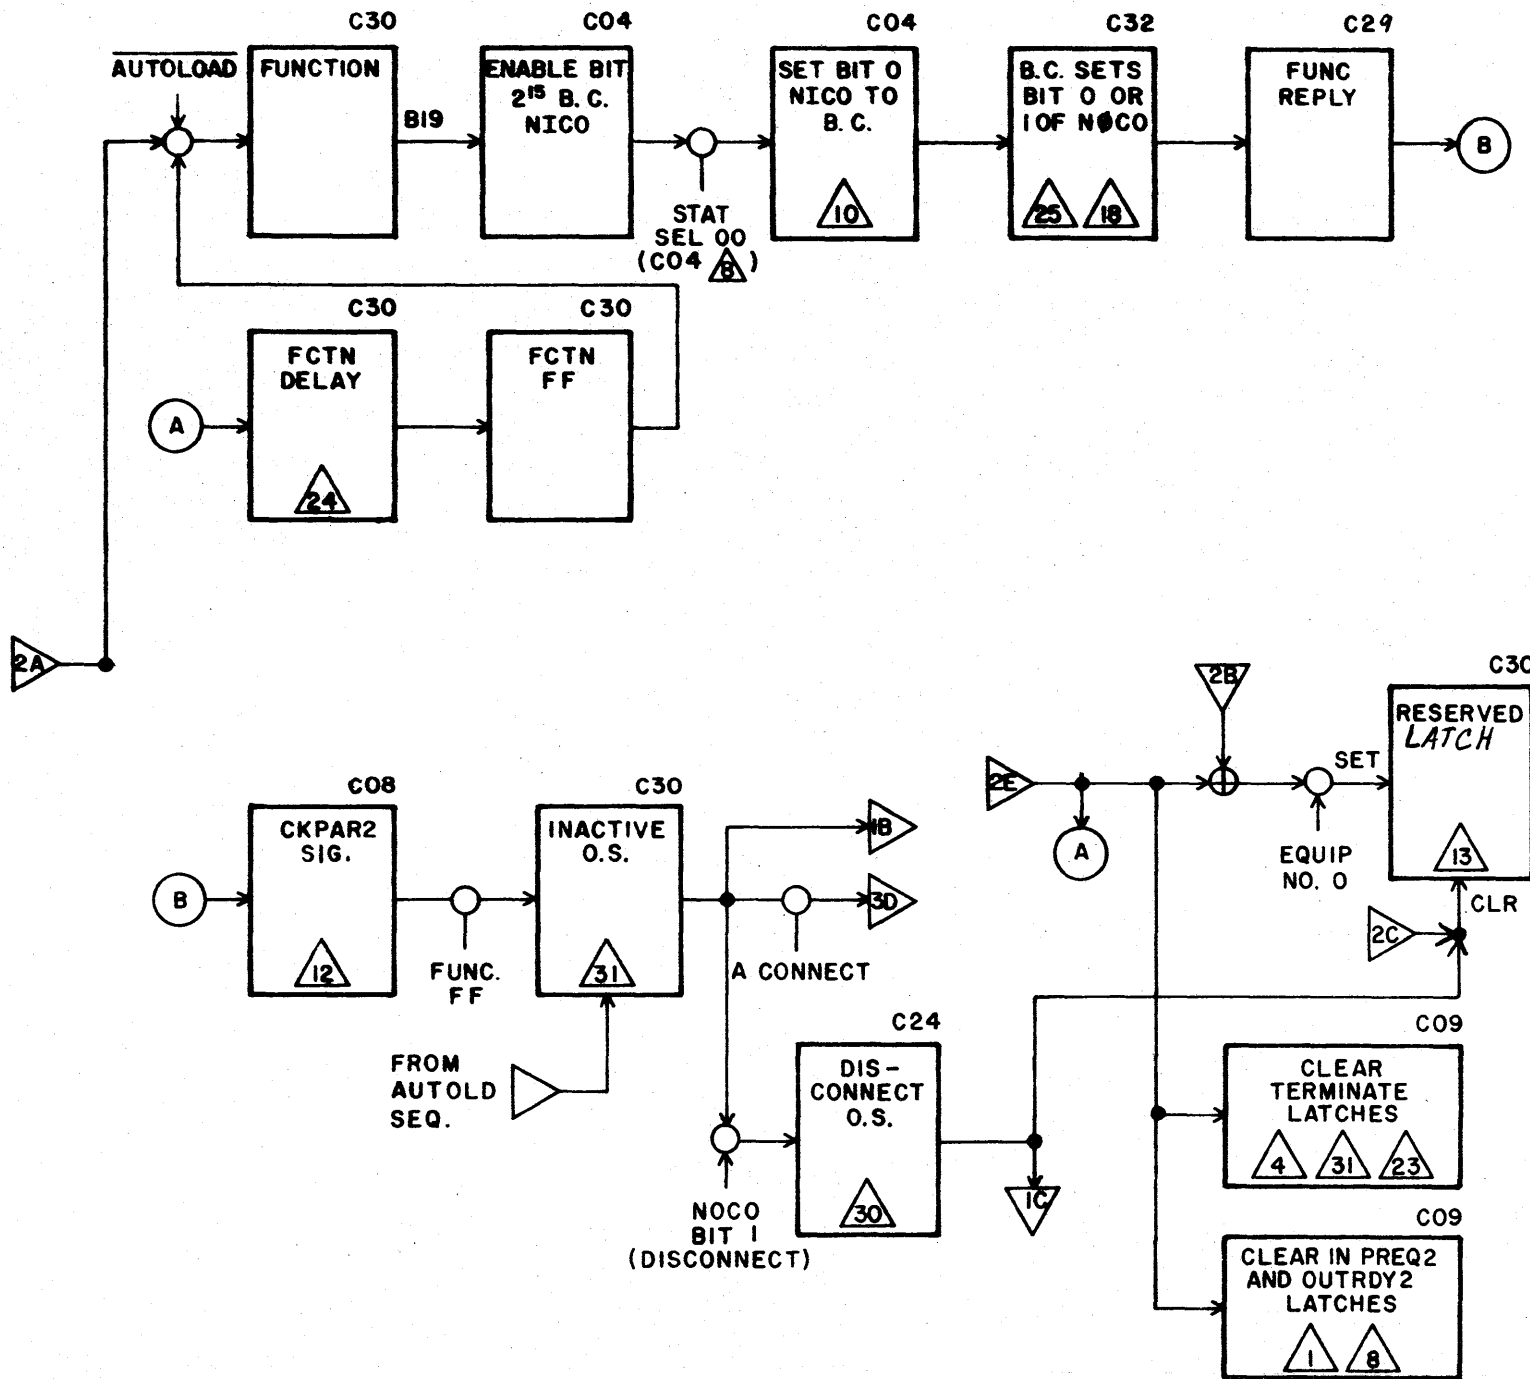 C30
C04
C04
C32
C29
AUTOLOAD
FUNCTION
B19
ENABLE BIT
2¹⁵ B.C.
NICO
STAT
SEL 00
(C04 8)
SET BIT 0
NICO TO
B.C.
10
B.C. SETS
BIT 0 OR
1 OF NØCO
25
18
FUNC
REPLY
B
C30
C30
A
FCTN
DELAY
24
FCTN
FF
2A
C08
B
CKPAR2
SIG.
12
FUNC.
FF
C30
INACTIVE
O.S.
31
FROM
AUTOLD
SEQ.
1B
3D
A CONNECT
NOCO
BIT 1
(DISCONNECT)
C24
DIS-
CONNECT
O.S.
30
1C
2E
A
2B
EQUIP
NO. 0
SET
C30
RESERVED
LATCH
13
CLR
2C
C09
CLEAR
TERMINATE
LATCHES
4
31
23
C09
CLEAR IN PREQ2
AND OUTRDY2
LATCHES
1
8